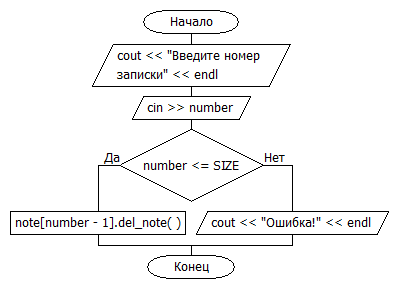 Начало
cout << "Введите номер
записки" << endl
cin >> number
Да
number <= SIZE
Нет
note[number - 1].del_note( )
cout << "Ошибка!" << endl
Конец